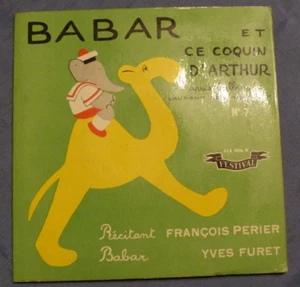 BABAR
ET
CE COQUIN
D'ARTHUR
N° 7
FESTIVAL
Récitant FRANÇOIS PERIER
Babar YVES FURET